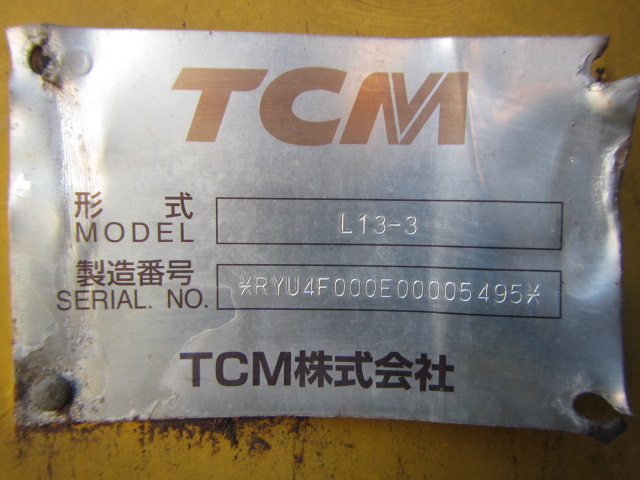 TCM
形式
MODEL L13-3
製造番号
SERIAL. NO. *RYU4F000E00005495*
TCM株式会社